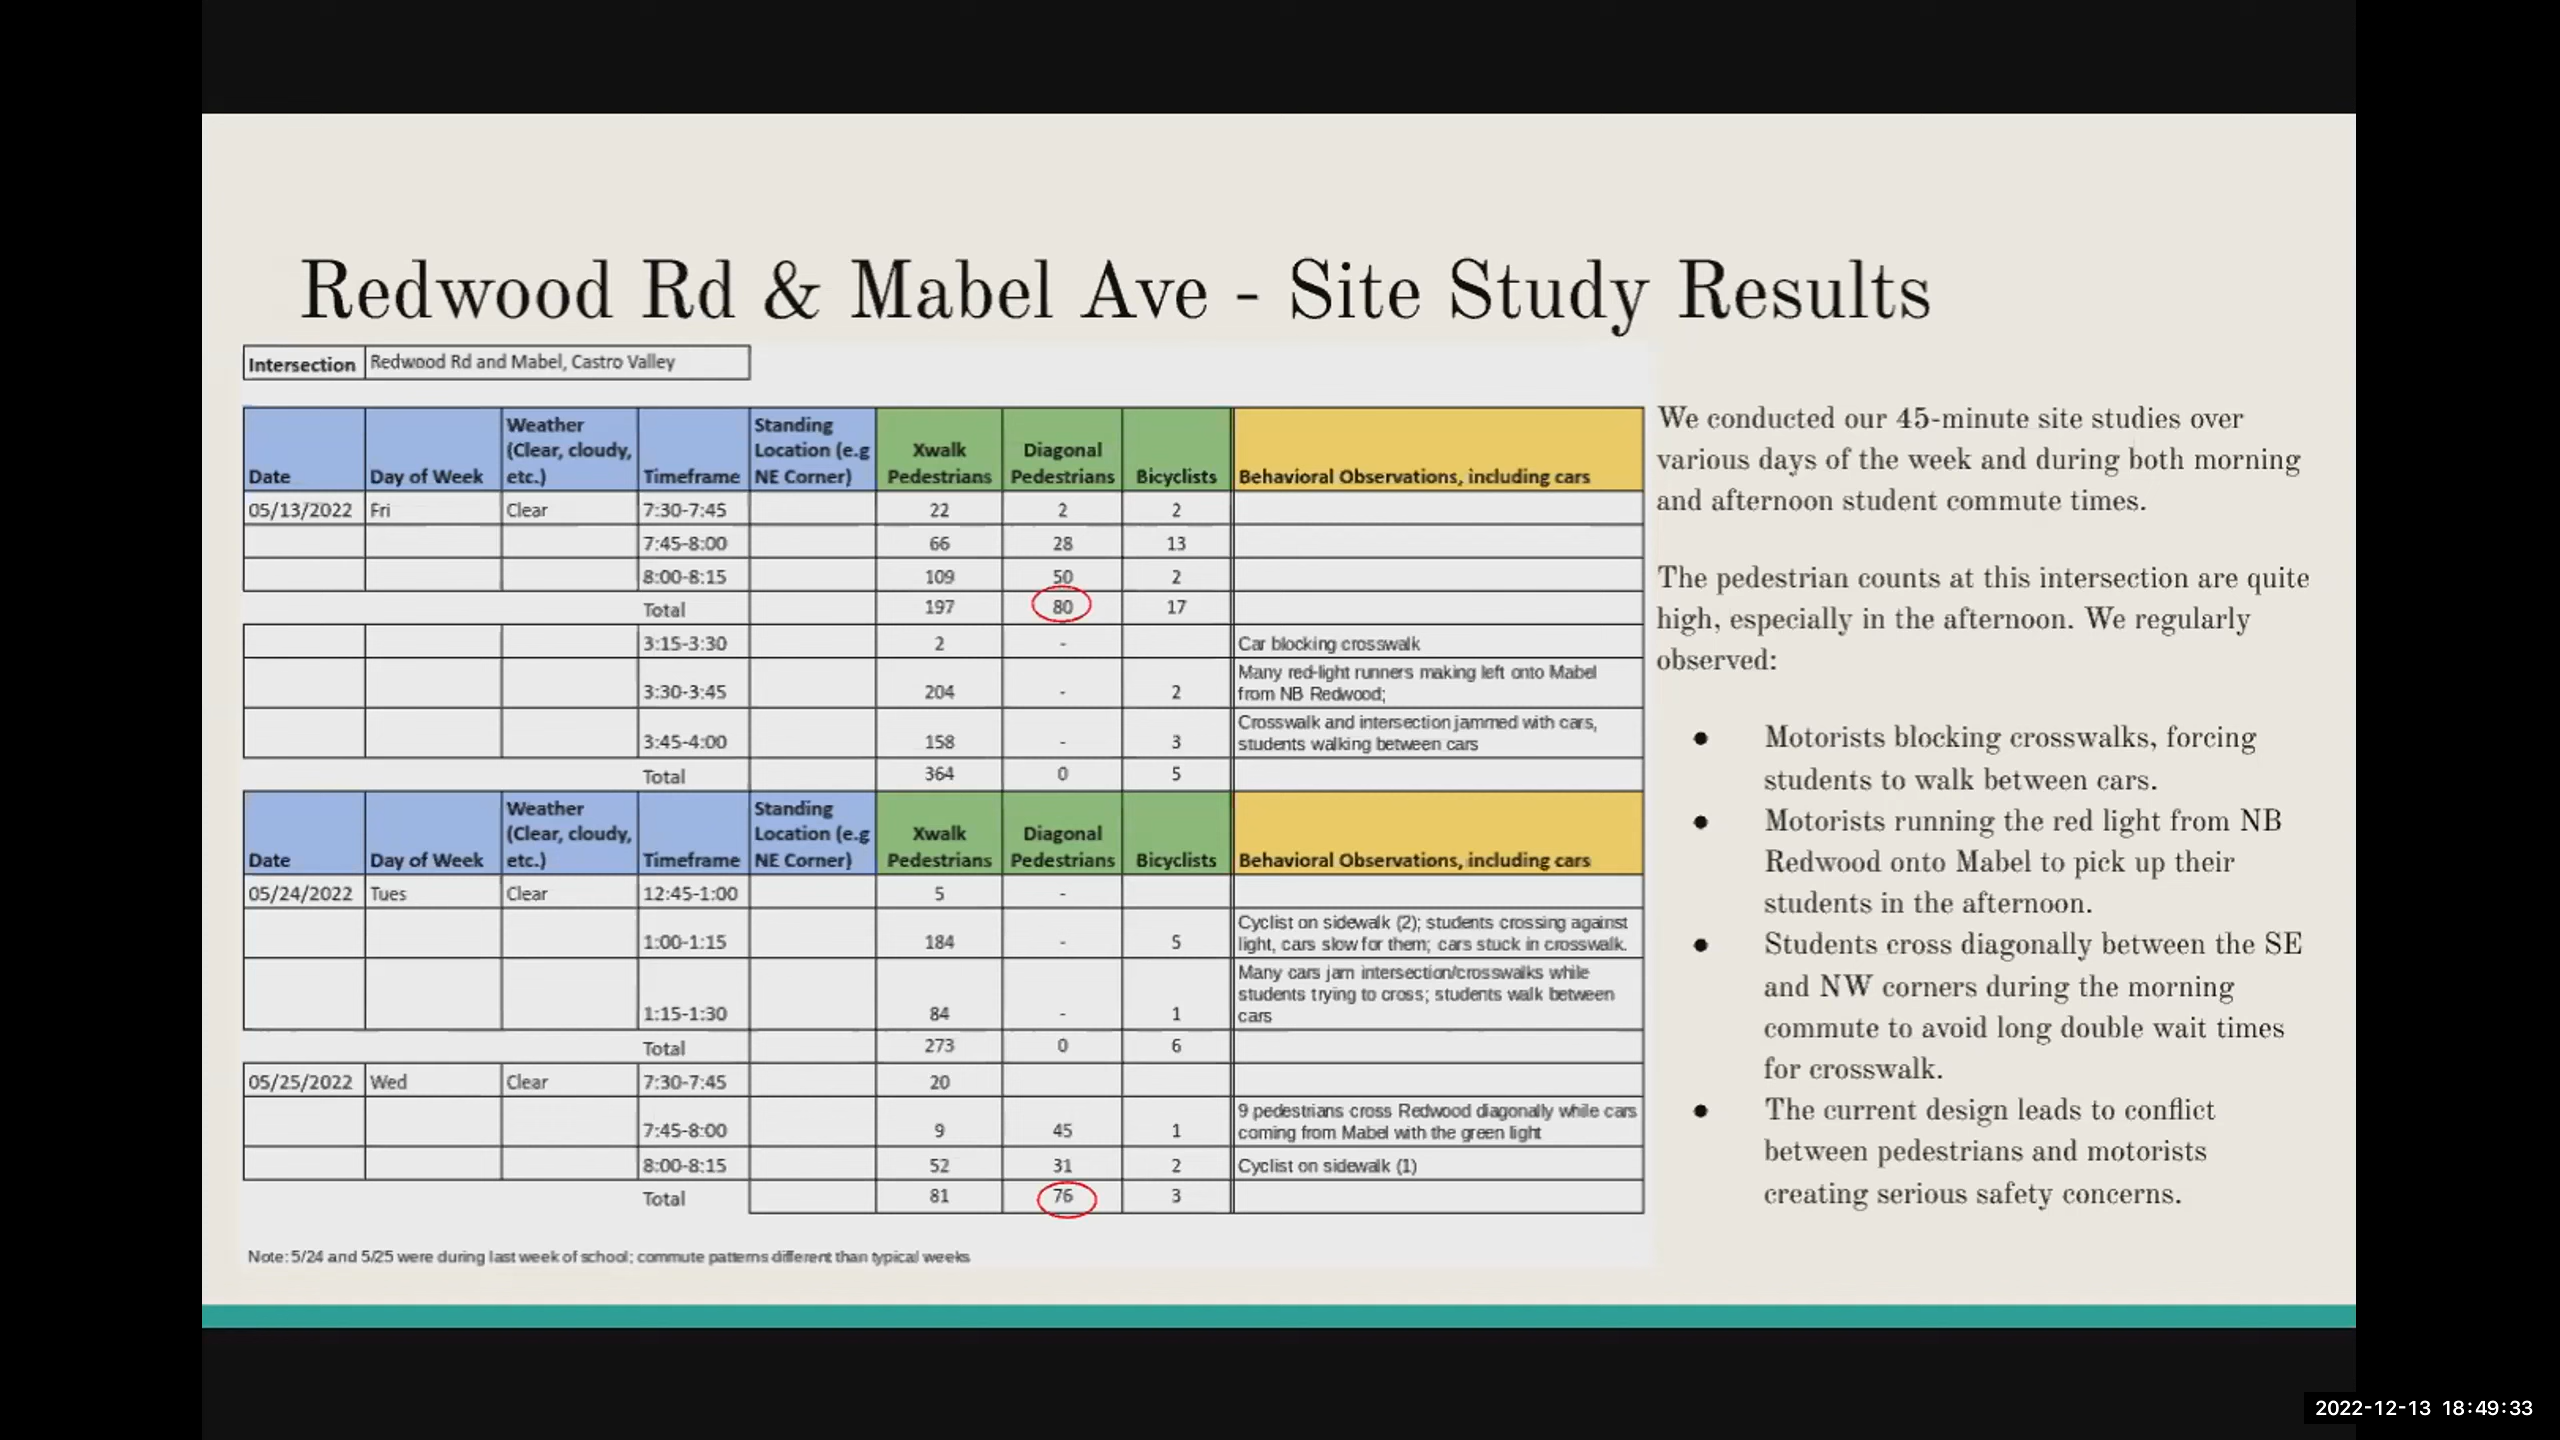 Redwood Rd & Mabel Ave - Site Study Results
Intersection Redwood Rd and Mabel, Castro Valley
Date Day of Week Weather (Clear, cloudy, etc.) Timeframe Standing Location (e.g NE Corner) Xwalk Pedestrians Diagonal Pedestrians Bicyclists Behavioral Observations, including cars
05/13/2022 Fri Clear 7:30-7:45 22 2 2
7:45-8:00 66 28 13
8:00-8:15 109 50 2
Total 197 80 17
3:15-3:30 2 - Car blocking crosswalk
3:30-3:45 204 - 2 Many red-light runners making left onto Mabel from NB Redwood;
3:45-4:00 158 - 3 Crosswalk and intersection jammed with cars, students walking between cars
Total 364 0 5
Date Day of Week Weather (Clear, cloudy, etc.) Timeframe Standing Location (e.g NE Corner) Xwalk Pedestrians Diagonal Pedestrians Bicyclists Behavioral Observations, including cars
05/24/2022 Tues Clear 12:45-1:00 5 -
1:00-1:15 184 - 5 Cyclist on sidewalk (2); students crossing against light, cars slow for them; cars stuck in crosswalk.
1:15-1:30 84 - 1 Many cars jam intersection/crosswalks while students trying to cross; students walk between cars
Total 273 0 6
05/25/2022 Wed Clear 7:30-7:45 20
7:45-8:00 9 45 1 9 pedestrians cross Redwood diagonally while cars coming from Mabel with the green light
8:00-8:15 52 31 2 Cyclist on sidewalk (1)
Total 81 76 3
Note: 5/24 and 5/25 were during last week of school; commute patterns different than typical weeks
We conducted our 45-minute site studies over
various days of the week and during both morning
and afternoon student commute times.
The pedestrian counts at this intersection are quite
high, especially in the afternoon. We regularly
observed:
● Motorists blocking crosswalks, forcing
students to walk between cars.
● Motorists running the red light from NB
Redwood onto Mabel to pick up their
students in the afternoon.
● Students cross diagonally between the SE
and NW corners during the morning
commute to avoid long double wait times
for crosswalk.
● The current design leads to conflict
between pedestrians and motorists
creating serious safety concerns.
2022-12-13 18:49:33